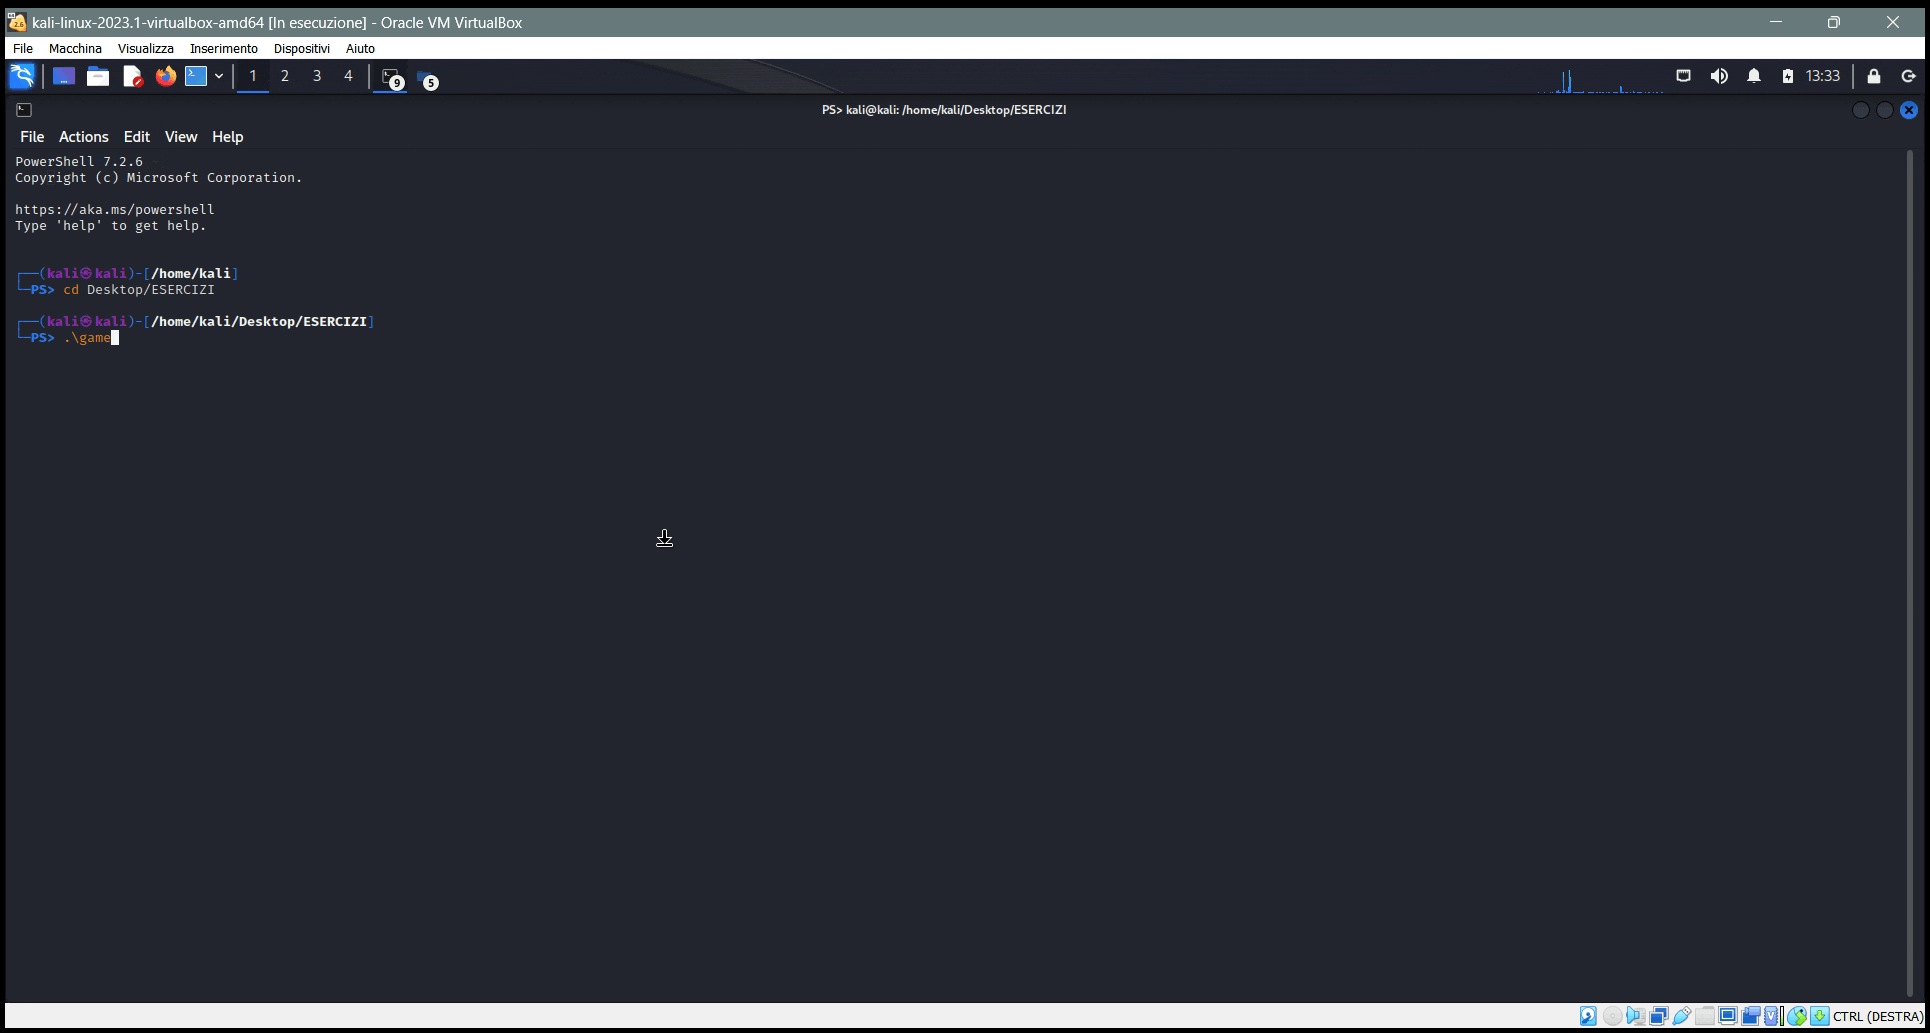 kali-linux-2023.1-virtualbox-amd64 [In esecuzione] - Oracle VM VirtualBox
File Macchina Visualizza Inserimento Dispositivi Aiuto
1 2 3 4 9 5 13:33
PS> kali@kali: /home/kali/Desktop/ESERCIZI
File Actions Edit View Help
PowerShell 7.2.6
Copyright (c) Microsoft Corporation.
https://aka.ms/powershell
Type 'help' to get help.
┌──(kali㉿kali)-[/home/kali]
└─PS> cd Desktop/ESERCIZI
┌──(kali㉿kali)-[/home/kali/Desktop/ESERCIZI]
└─PS> .\game
CTRL (DESTRA)